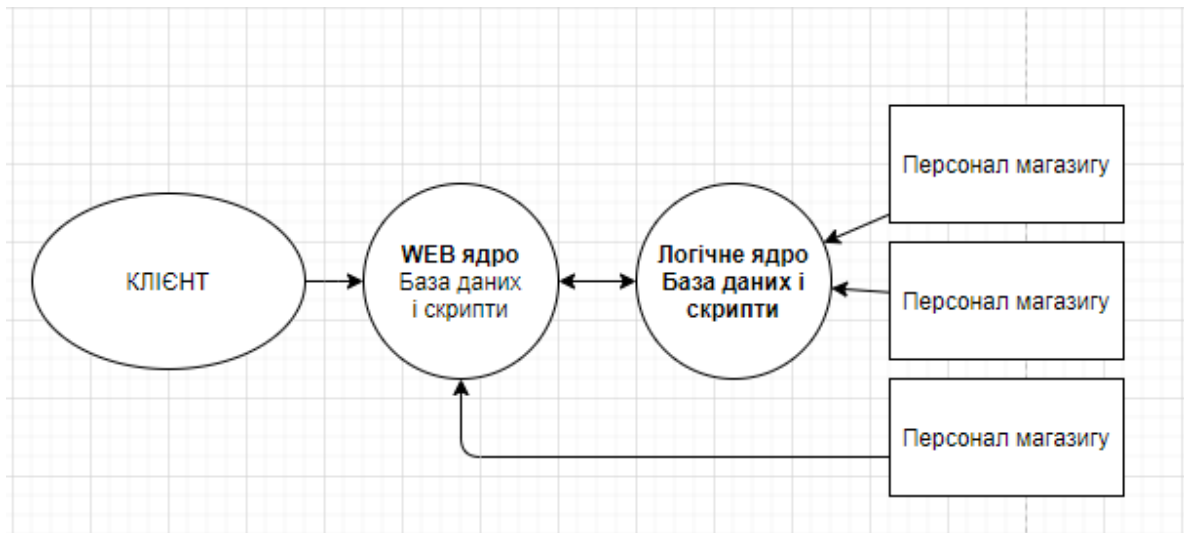 КЛІЄНТ
WEB ядро
База даних
і скрипти
Логічне ядро
База даних і
скрипти
Персонал магазигу
Персонал магазигу
Персонал магазигу